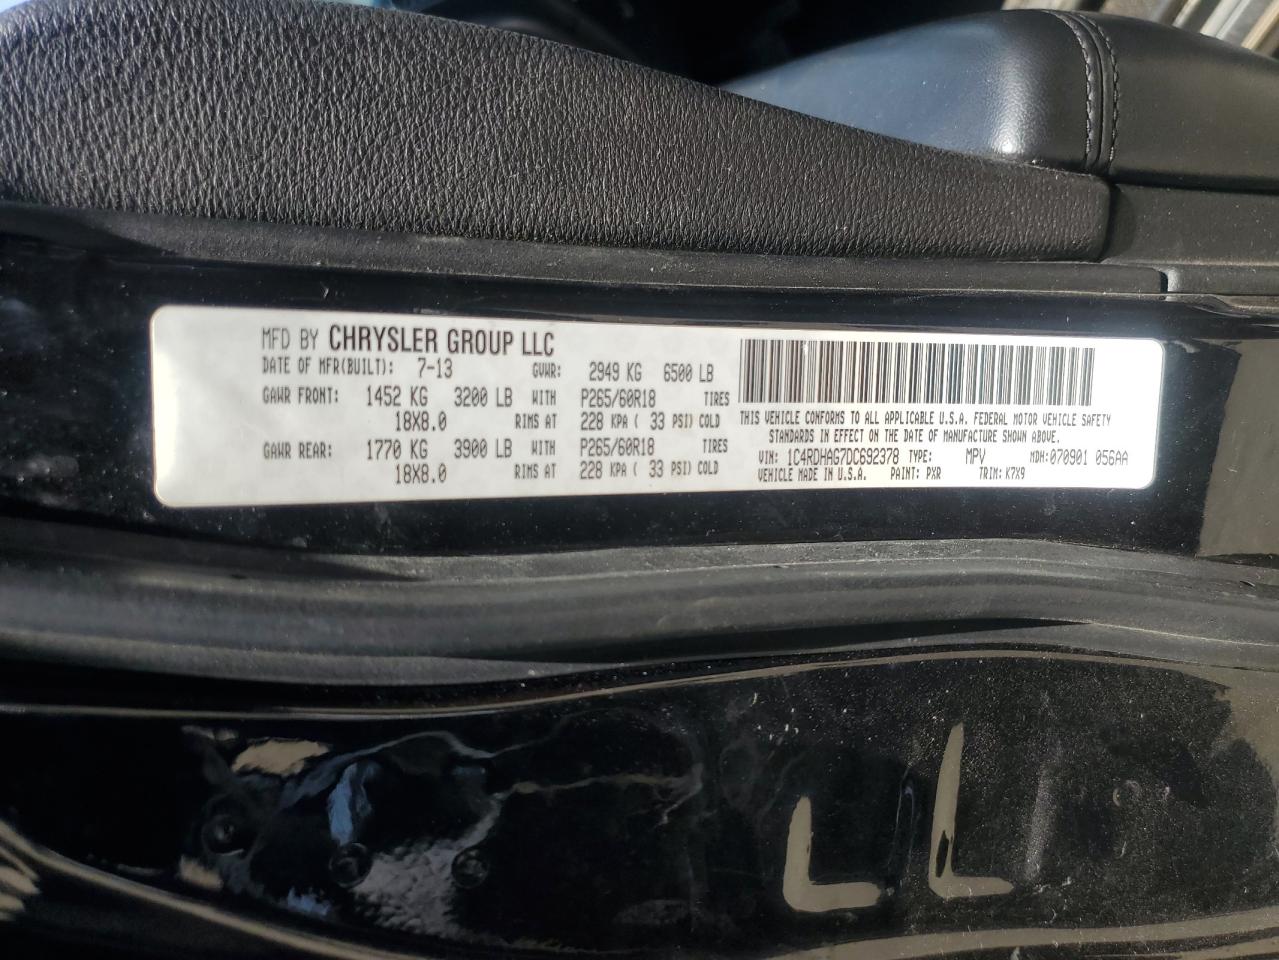 MFD BY CHRYSLER GROUP LLC
DATE OF MFR(BUILT): 7-13 GVWR: 2949 KG 6500 LB
GAWR FRONT: 1452 KG 3200 LB WITH P265/60R18 TIRES
18X8.0 RIMS AT 228 KPA ( 33 PSI) COLD
GAWR REAR: 1770 KG 3900 LB WITH P265/60R18 TIRES
18X8.0 RIMS AT 228 KPA ( 33 PSI) COLD
THIS VEHICLE CONFORMS TO ALL APPLICABLE U.S.A. FEDERAL MOTOR VEHICLE SAFETY
STANDARDS IN EFFECT ON THE DATE OF MANUFACTURE SHOWN ABOVE.
VIN: 1C4RDHAG7DC692378 TYPE: MPV MDH: 070901 056AA
VEHICLE MADE IN U.S.A. PAINT: PXR TRIM: K7X9
LL